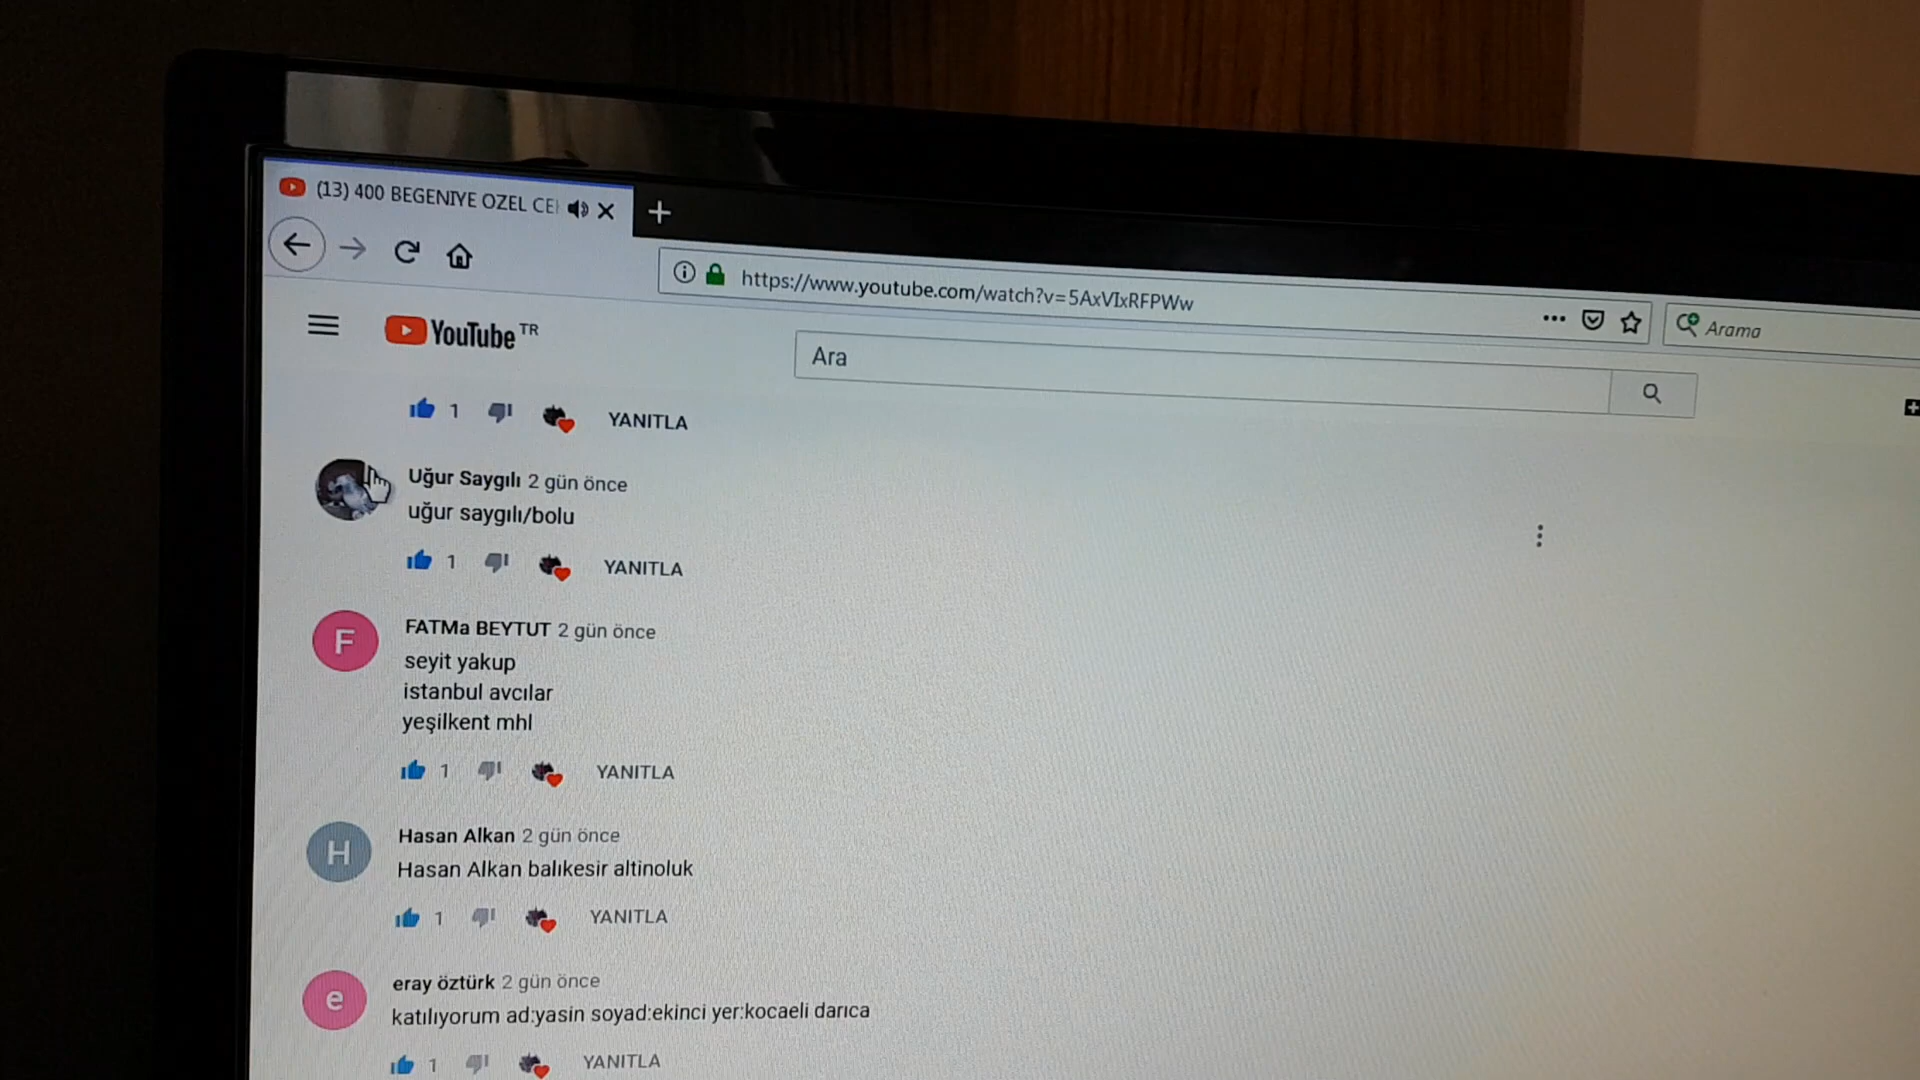 (13) 400 BEGENIYE OZEL CE
https://www.youtube.com/watch?v=5AxVIxRFPWw
Arama
YouTube TR
Ara
1 YANITLA
Uğur Saygılı 2 gün önce
uğur saygılı/bolu
1 YANITLA
F
FATMa BEYTUT 2 gün önce
seyit yakup
istanbul avcılar
yeşilkent mhl
1 YANITLA
H
Hasan Alkan 2 gün önce
Hasan Alkan balıkesir altinoluk
1 YANITLA
e
eray öztürk 2 gün önce
katılıyorum ad:yasin soyad:ekinci yer:kocaeli darıca
1 YANITLA